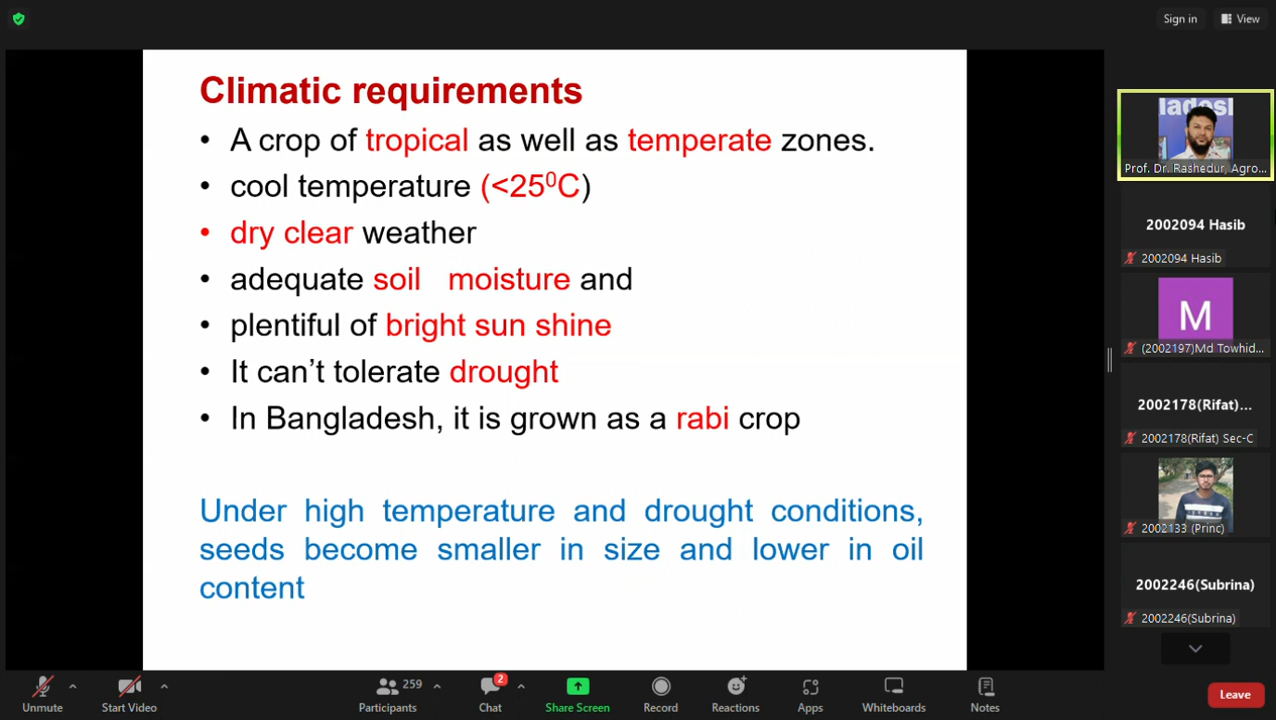 Sign in
View
Climatic requirements
• A crop of tropical as well as temperate zones.
• cool temperature (<25⁰C)
• dry clear weather
• adequate soil moisture and
• plentiful of bright sun shine
• It can't tolerate drought
• In Bangladesh, it is grown as a rabi crop
Under high temperature and drought conditions,
seeds become smaller in size and lower in oil
content
Prof. Dr. Rashedur, Agro...
2002094 Hasib
2002094 Hasib
M
(2002197)Md Towhid...
2002178(Rifat)...
2002178(Rifat) Sec-C
2002133 (Princ)
2002246(Subrina)
2002246(Subrina)
Unmute
Start Video
259
Participants
2
Chat
Share Screen
Record
Reactions
Apps
Whiteboards
Notes
Leave